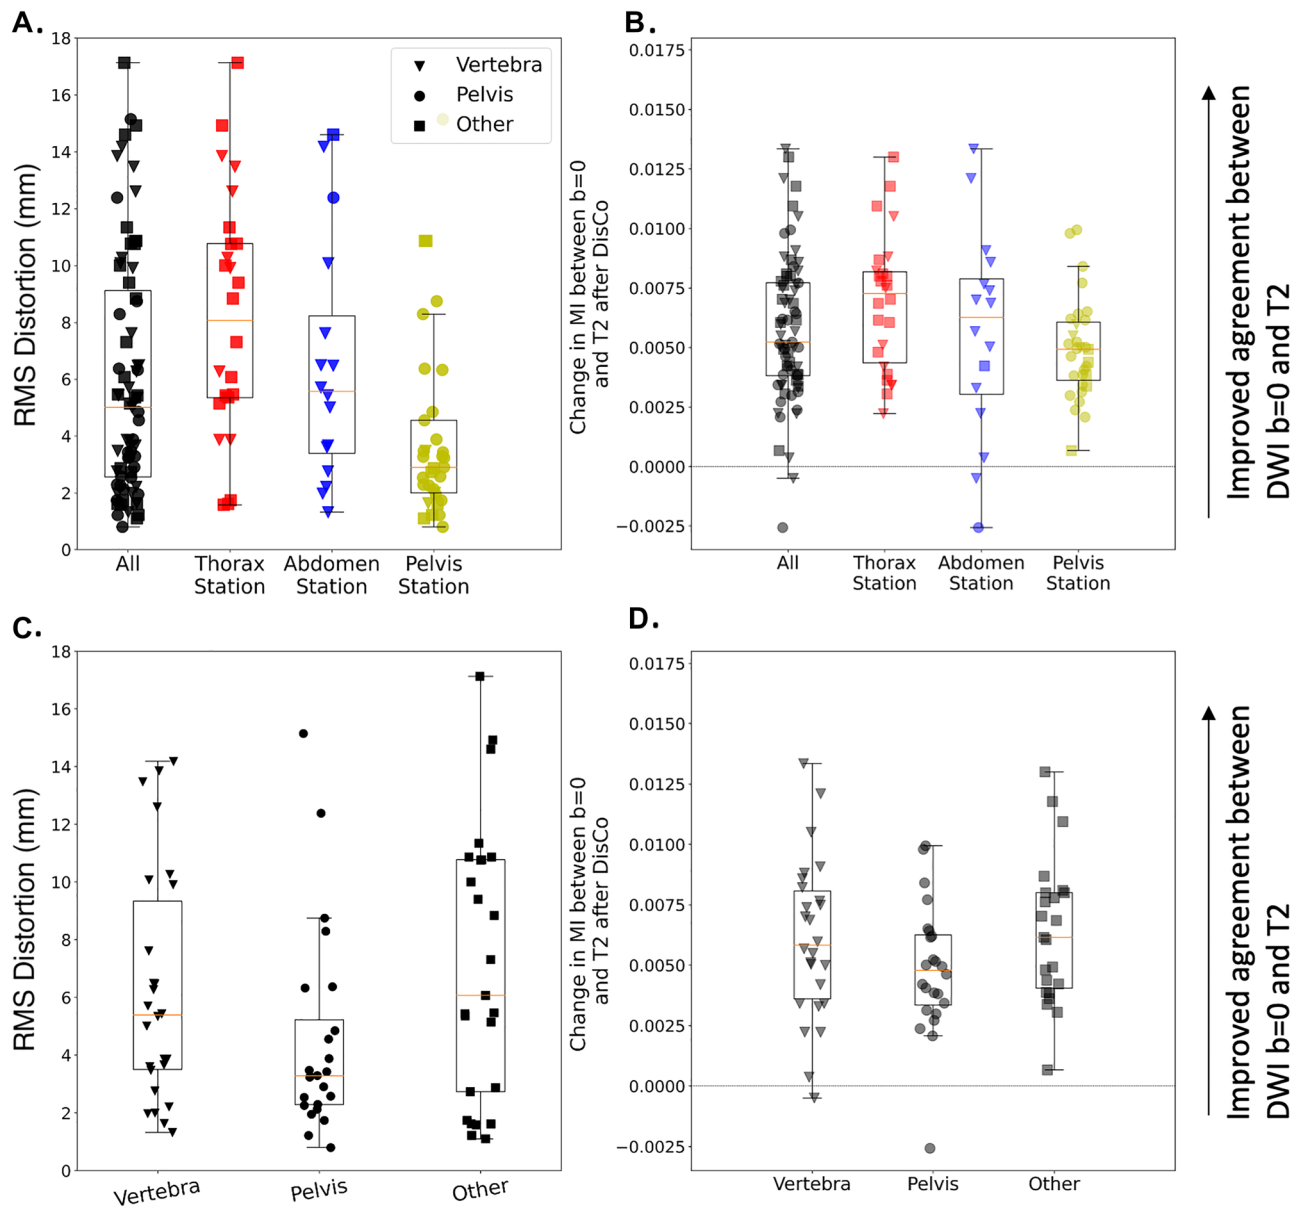 A.
18
16
14
12
10
8
6
4
2
0
RMS Distortion (mm)
Vertebra
Pelvis
Other
All
Thorax
Station
Abdomen
Station
Pelvis
Station
B.
0.0175
0.0150
0.0125
0.0100
0.0075
0.0050
0.0025
0.0000
−0.0025
Change in MI between b=0
and T2 after DisCo
All
Thorax
Station
Abdomen
Station
Pelvis
Station
Improved agreement between
DWI b=0 and T2
C.
18
16
14
12
10
8
6
4
2
0
RMS Distortion (mm)
Vertebra
Pelvis
Other
D.
0.0175
0.0150
0.0125
0.0100
0.0075
0.0050
0.0025
0.0000
−0.0025
Change in MI between b=0
and T2 after DisCo
Vertebra
Pelvis
Other
Improved agreement between
DWI b=0 and T2